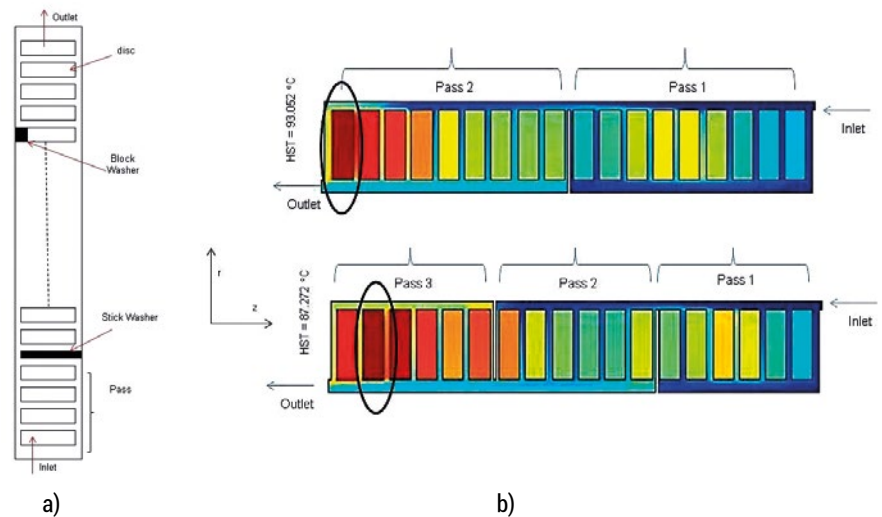 Outlet
disc
Block
Washer
Stick Washer
Pass
Inlet
a)
HST = 93.052 °C
Pass 2
Pass 1
Inlet
Outlet
r
z
HST = 87.272 °C
Pass 3
Pass 2
Pass 1
Inlet
Outlet
b)